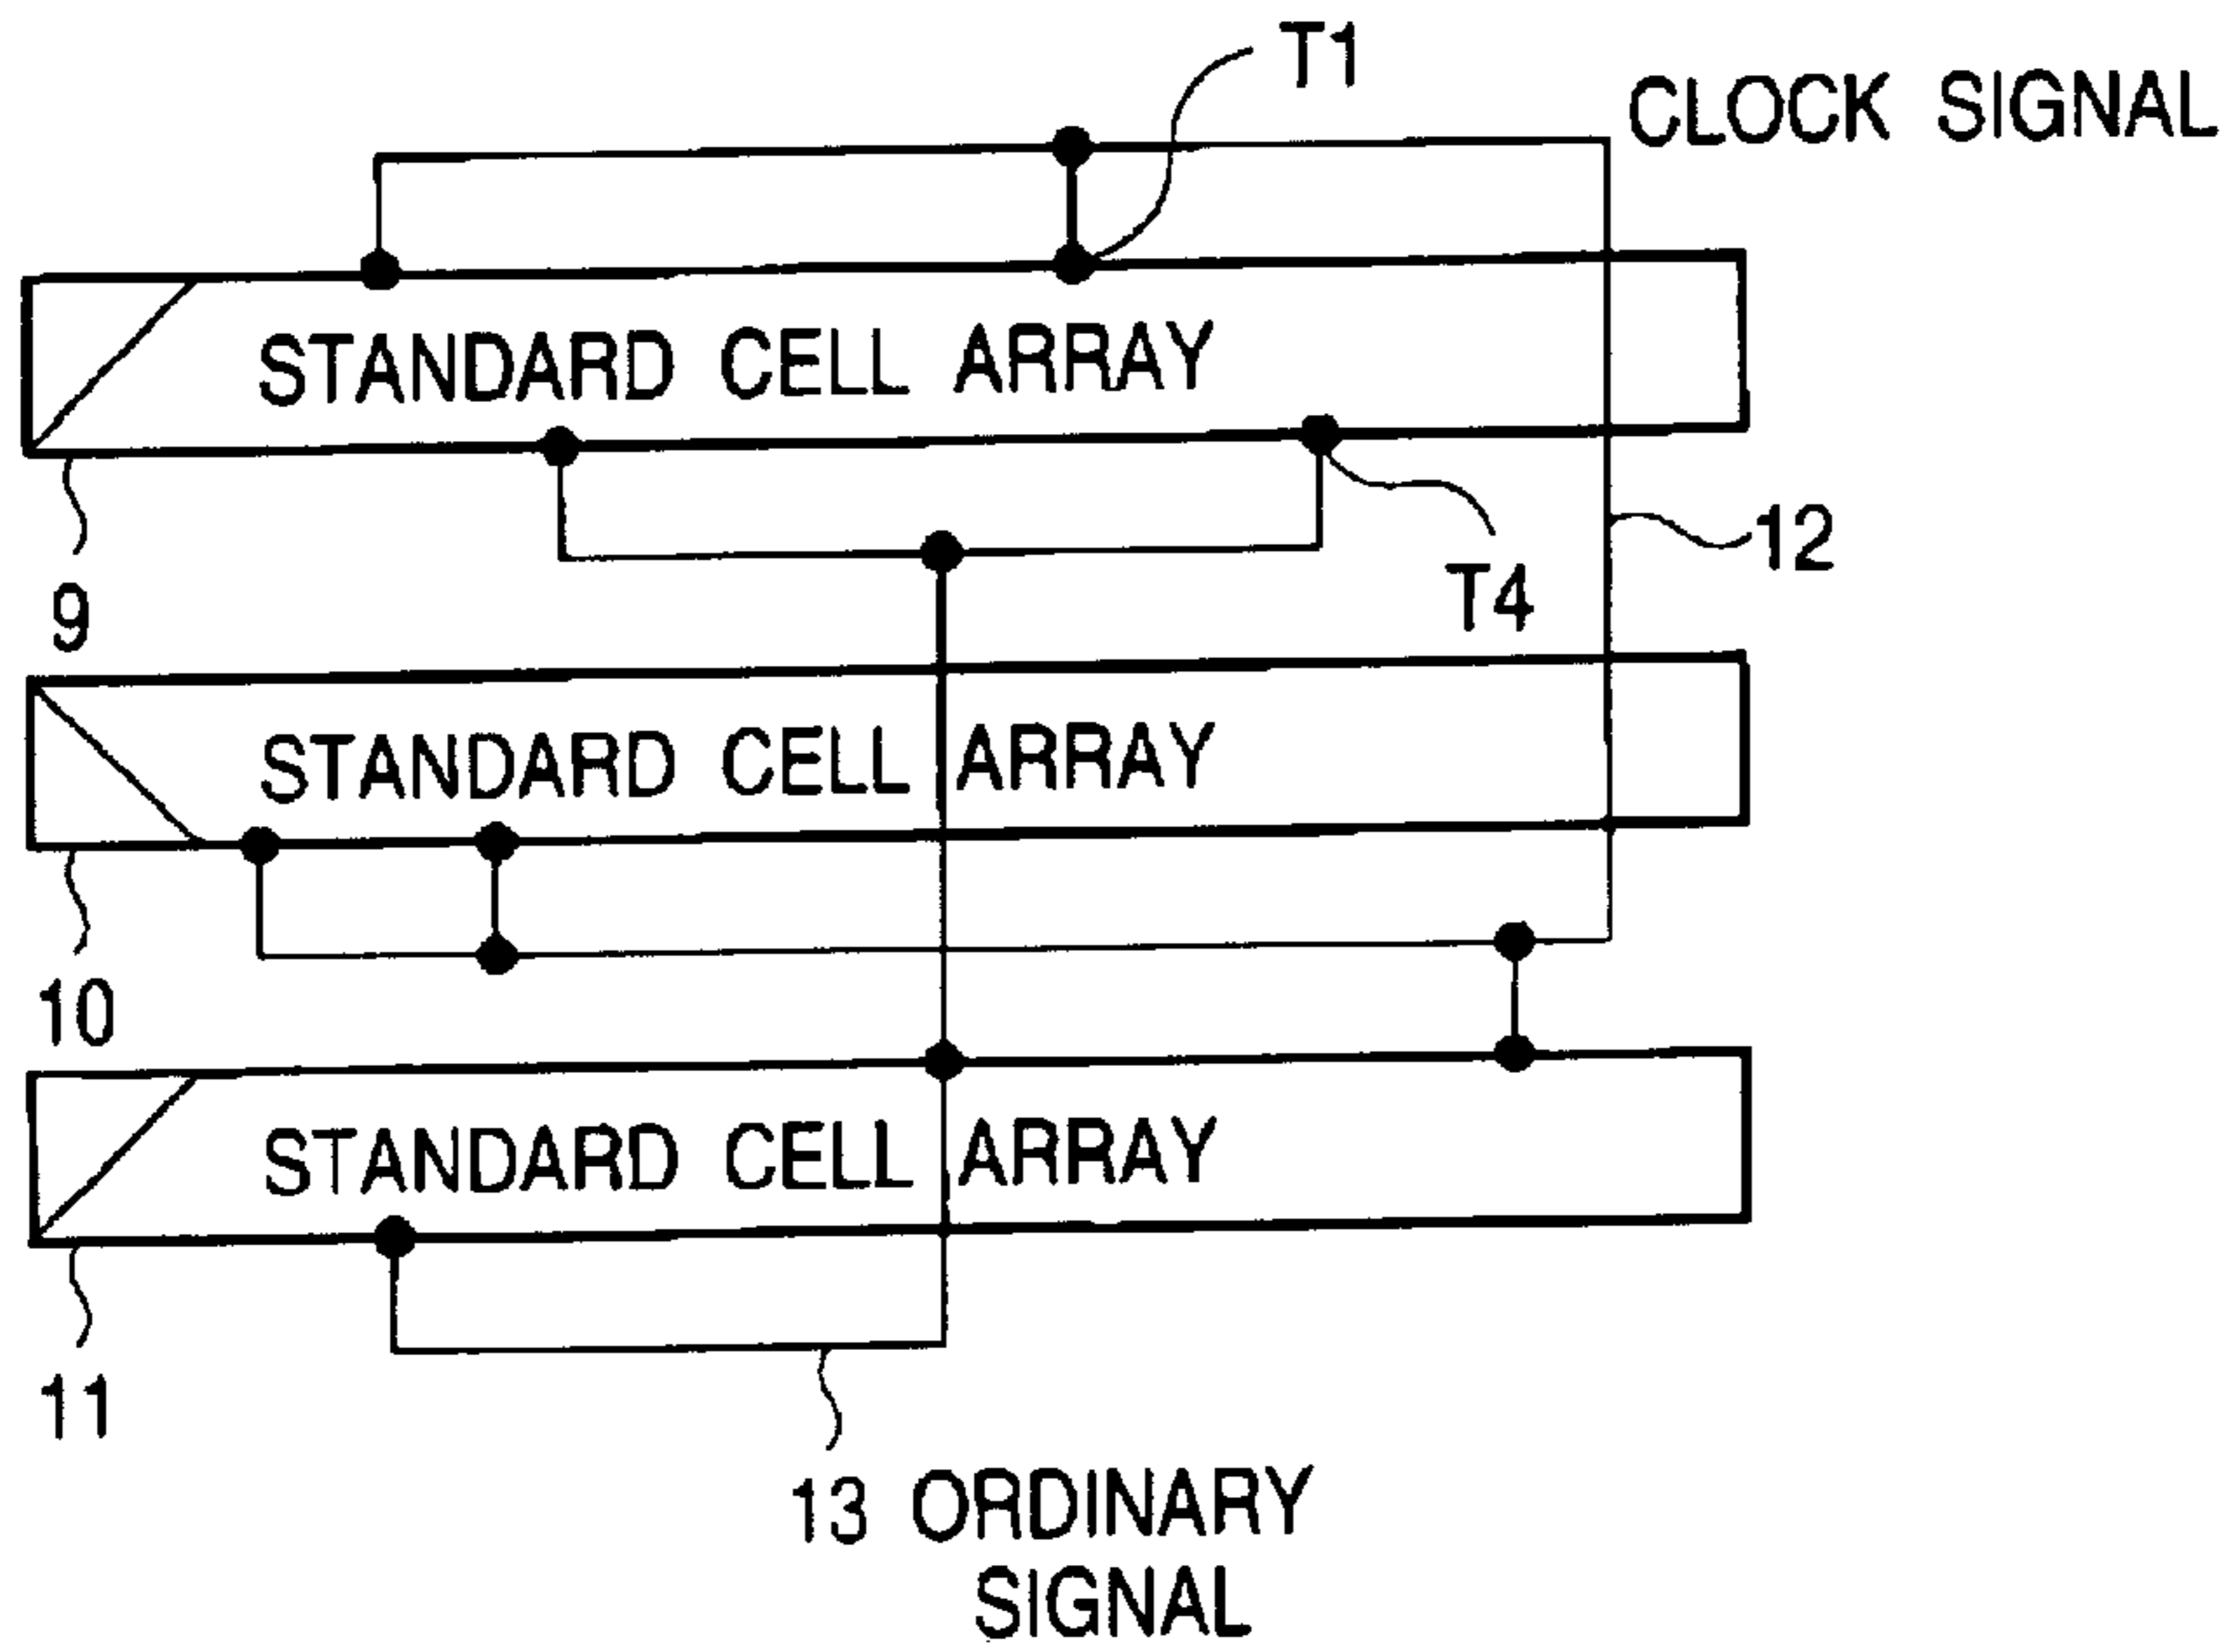 T1
CLOCK SIGNAL
STANDARD CELL ARRAY
12
T4
9
STANDARD CELL ARRAY
10
STANDARD CELL ARRAY
11
13 ORDINARY
SIGNAL